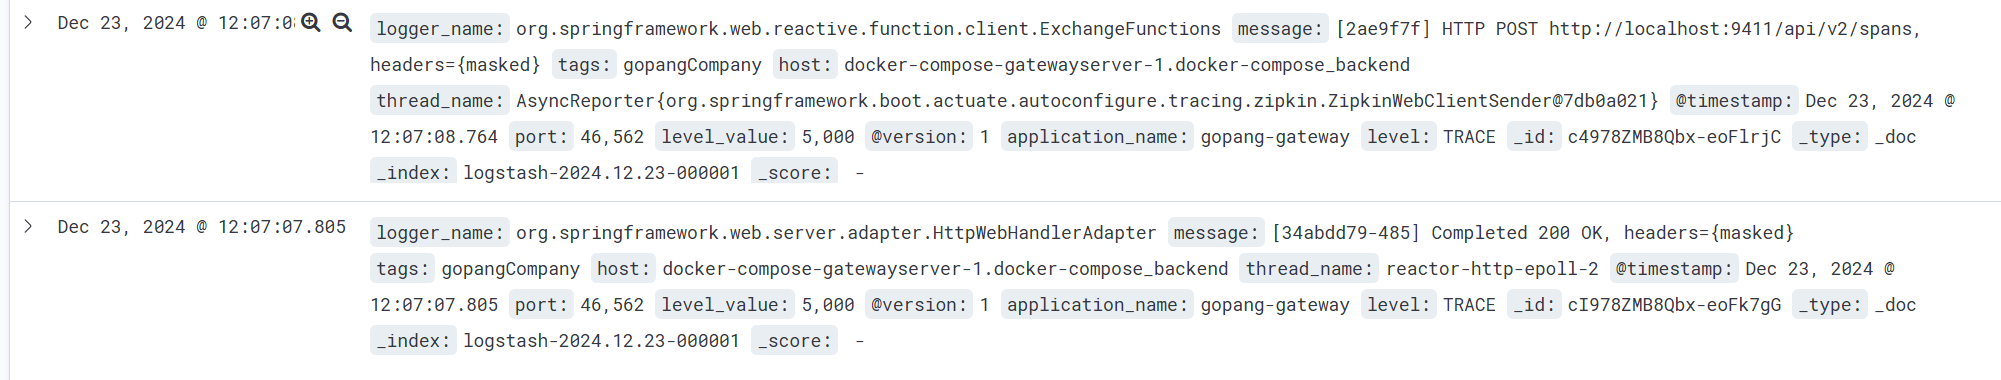 Dec 23, 2024 @ 12:07:0
logger_name: org.springframework.web.reactive.function.client.ExchangeFunctions message: [2ae9f7f] HTTP POST http://localhost:9411/api/v2/spans,
headers={masked} tags: gopangCompany host: docker-compose-gatewayserver-1.docker-compose_backend
thread_name: AsyncReporter{org.springframework.boot.actuate.autoconfigure.tracing.zipkin.ZipkinWebClientSender@7db0a021} @timestamp: Dec 23, 2024 @
12:07:08.764 port: 46,562 level_value: 5,000 @version: 1 application_name: gopang-gateway level: TRACE _id: c4978ZMB8Qbx-eoFlrjC _type: _doc
_index: logstash-2024.12.23-000001 _score: -
Dec 23, 2024 @ 12:07:07.805
logger_name: org.springframework.web.server.adapter.HttpWebHandlerAdapter message: [34abdd79-485] Completed 200 OK, headers={masked}
tags: gopangCompany host: docker-compose-gatewayserver-1.docker-compose_backend thread_name: reactor-http-epoll-2 @timestamp: Dec 23, 2024 @
12:07:07.805 port: 46,562 level_value: 5,000 @version: 1 application_name: gopang-gateway level: TRACE _id: cI978ZMB8Qbx-eoFk7gG _type: _doc
_index: logstash-2024.12.23-000001 _score: -